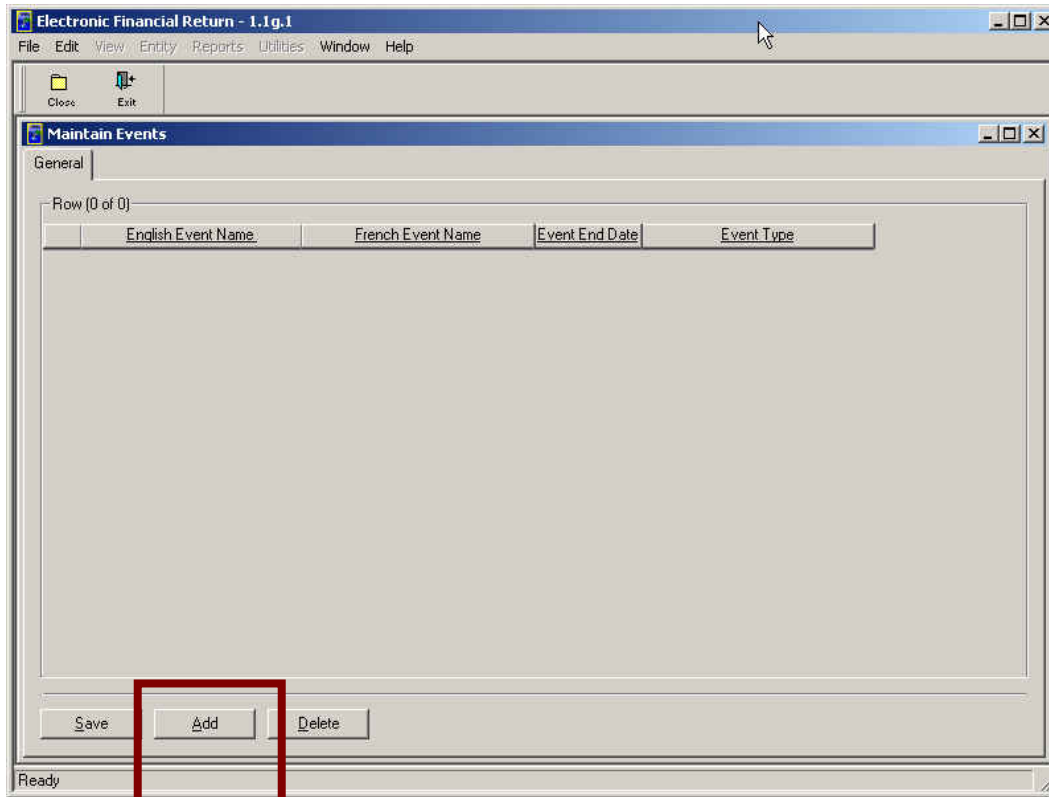 Electronic Financial Return - 1.1g.1
File Edit View Entity Reports Utilities Window Help
Close Exit
Maintain Events
General
Row (0 of 0)
English Event Name French Event Name Event End Date Event Type
Save Add Delete
Ready